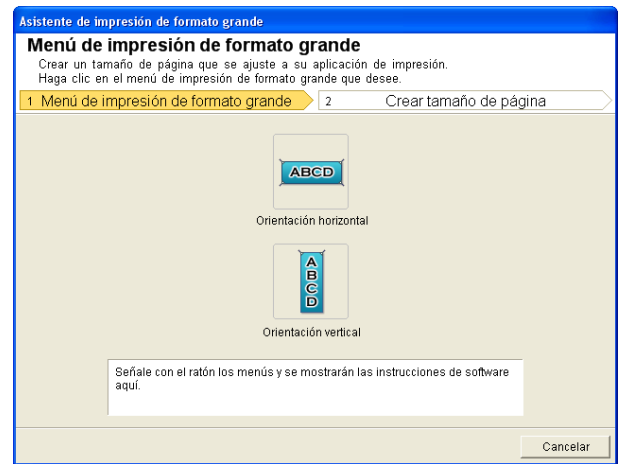 Asistente de impresión de formato grande
Menú de impresión de formato grande
Crear un tamaño de página que se ajuste a su aplicación de impresión.
Haga clic en el menú de impresión de formato grande que desee.
1 Menú de impresión de formato grande 2 Crear tamaño de página
ABCD
Orientación horizontal
A
B
C
D
Orientación vertical
Señale con el ratón los menús y se mostrarán las instrucciones de software
aquí.
Cancelar